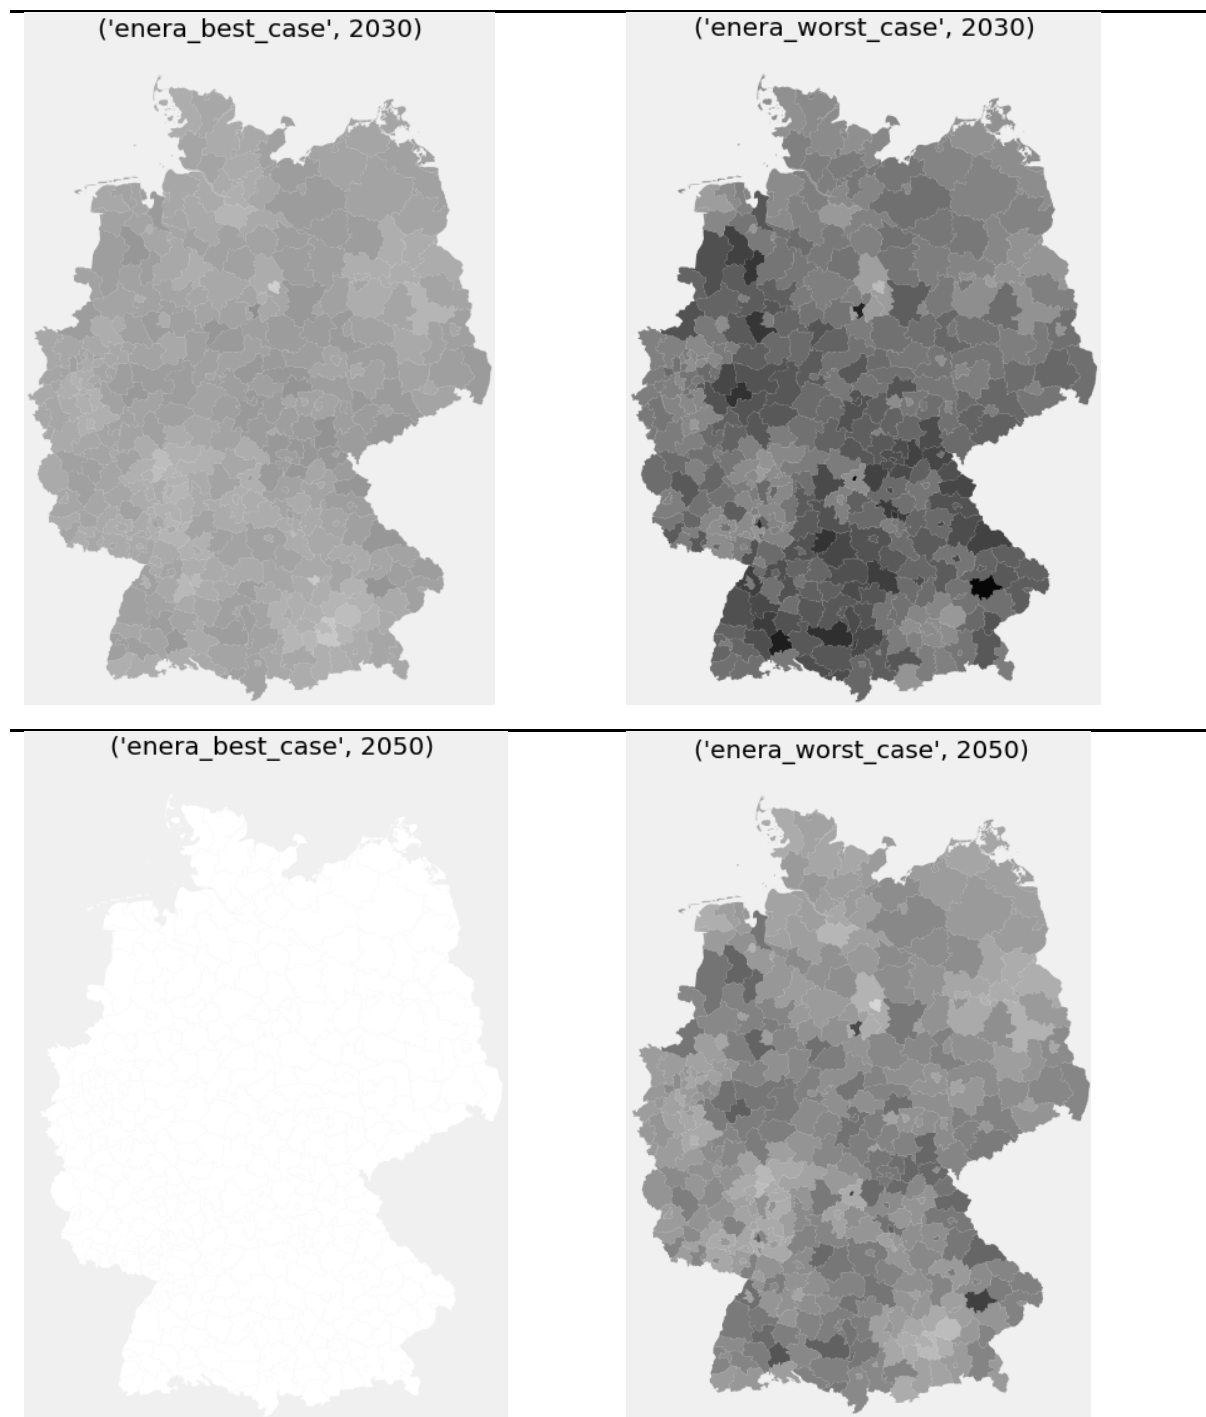 ('enera_best_case', 2030)
('enera_worst_case', 2030)
('enera_best_case', 2050)
('enera_worst_case', 2050)